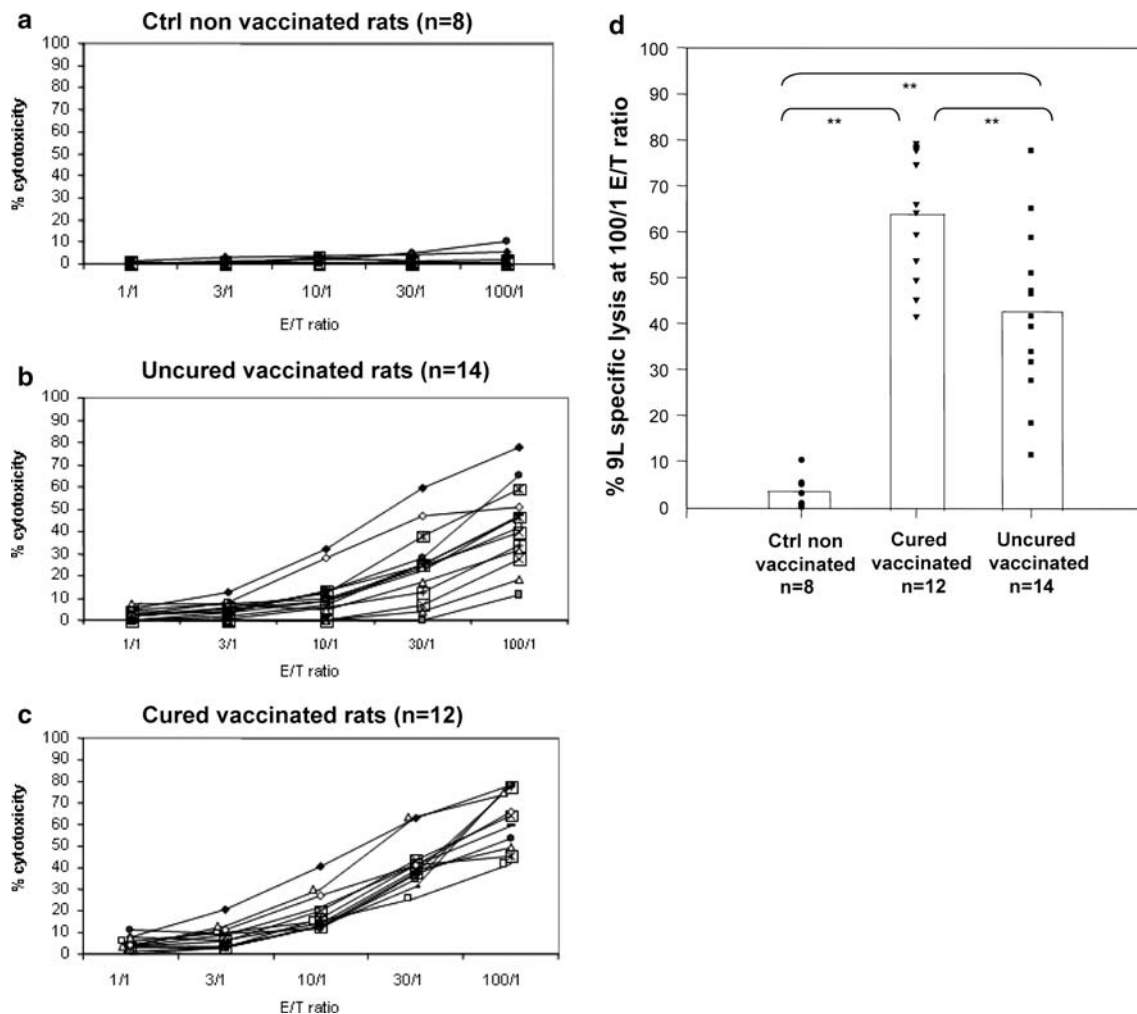 a
Ctrl non vaccinated rats (n=8)
100
90
80
70
60
50
40
30
20
10
0
% cytotoxicity
1/1 3/1 10/1 30/1 100/1
E/T ratio
b
Uncured vaccinated rats (n=14)
100
90
80
70
60
50
40
30
20
10
0
% cytotoxicity
1/1 3/1 10/1 30/1 100/1
E/T ratio
c
Cured vaccinated rats (n=12)
100
90
80
70
60
50
40
30
20
10
0
% cytotoxicity
1/1 3/1 10/1 30/1 100/1
E/T ratio
d
100
90
80
70
60
50
40
30
20
10
0
% 9L specific lysis at 100/1 E/T ratio
**
** **
Ctrl non Cured Uncured
vaccinated vaccinated vaccinated
n=8 n=12 n=14